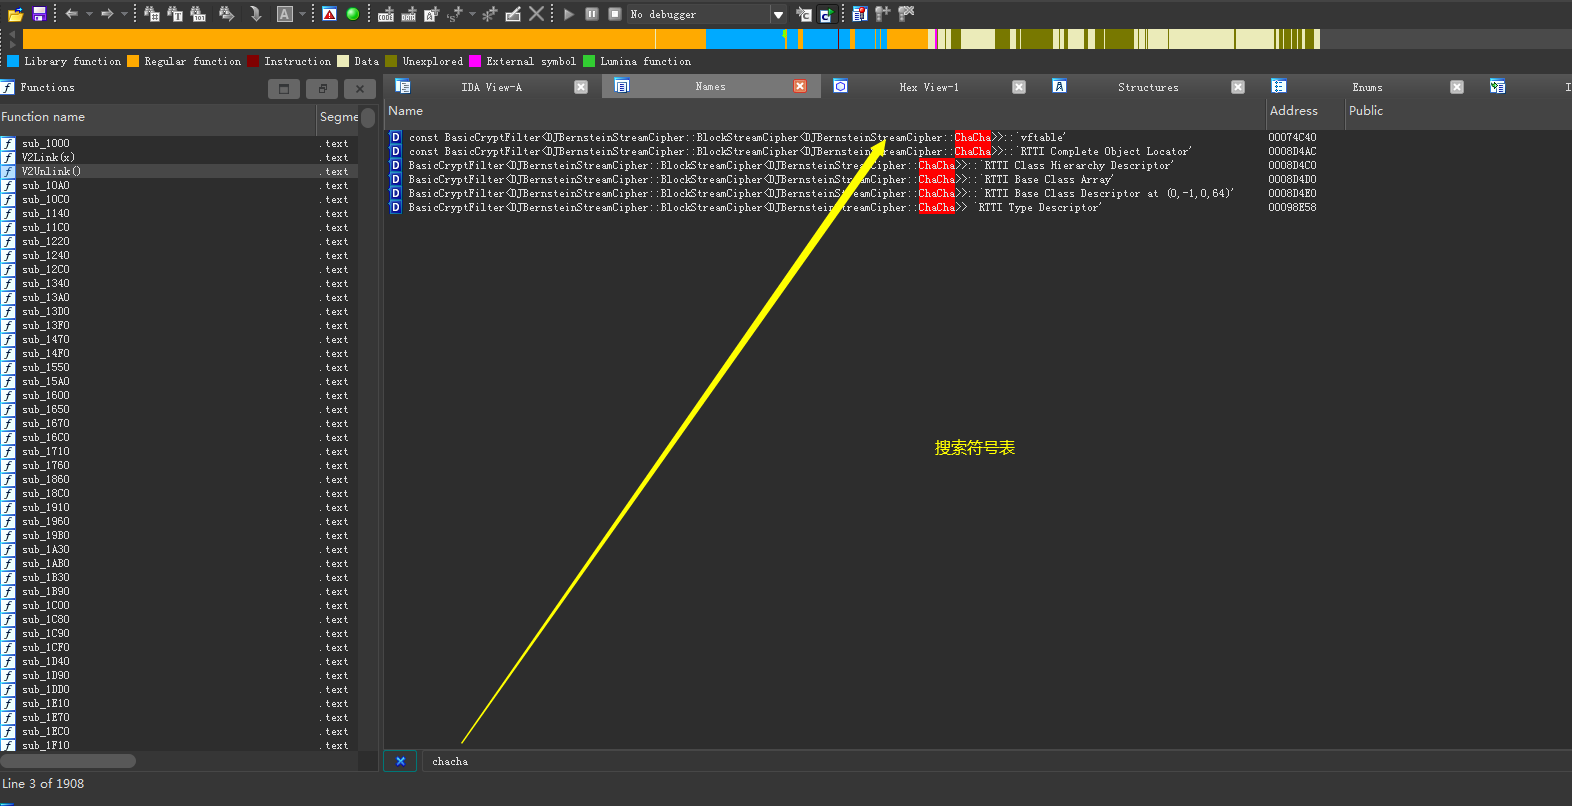 No debugger
Library function Regular function Instruction Data Unexplored External symbol Lumina function
Functions
IDA View-A Names Hex View-1 Structures Enums
Function name Segme
Name Address Public
sub_1000 .text
V2Link(x) .text
V2Unlink() .text
sub_10A0 .text
sub_10C0 .text
sub_1140 .text
sub_11C0 .text
sub_1220 .text
sub_1240 .text
sub_12C0 .text
sub_1340 .text
sub_13A0 .text
sub_13D0 .text
sub_13F0 .text
sub_1470 .text
sub_14F0 .text
sub_1550 .text
sub_15A0 .text
sub_1600 .text
sub_1650 .text
sub_1670 .text
sub_16C0 .text
sub_1710 .text
sub_1760 .text
sub_1860 .text
sub_18C0 .text
sub_1910 .text
sub_1960 .text
sub_19B0 .text
sub_1A30 .text
sub_1AB0 .text
sub_1B30 .text
sub_1B90 .text
sub_1C00 .text
sub_1C80 .text
sub_1C90 .text
sub_1CF0 .text
sub_1D40 .text
sub_1D90 .text
sub_1DD0 .text
sub_1E10 .text
sub_1E70 .text
sub_1EC0 .text
sub_1F10 .text
Line 3 of 1908
const BasicCryptFilter<DJBernsteinStreamCipher::BlockStreamCipher<DJBernsteinStreamCipher::ChaCha>>::`vftable' 00074C40
const BasicCryptFilter<DJBernsteinStreamCipher::BlockStreamCipher<DJBernsteinStreamCipher::ChaCha>>::`RTTI Complete Object Locator' 0008D4AC
BasicCryptFilter<DJBernsteinStreamCipher::BlockStreamCipher<DJBernsteinStreamCipher::ChaCha>>::`RTTI Class Hierarchy Descriptor' 0008D4C0
BasicCryptFilter<DJBernsteinStreamCipher::BlockStreamCipher<DJBernsteinStreamCipher::ChaCha>>::`RTTI Base Class Array' 0008D4D0
BasicCryptFilter<DJBernsteinStreamCipher::BlockStreamCipher<DJBernsteinStreamCipher::ChaCha>>::`RTTI Base Class Descriptor at (0,-1,0,64)' 0008D4E0
BasicCryptFilter<DJBernsteinStreamCipher::BlockStreamCipher<DJBernsteinStreamCipher::ChaCha>> `RTTI Type Descriptor' 00098E58
搜索符号表
chacha